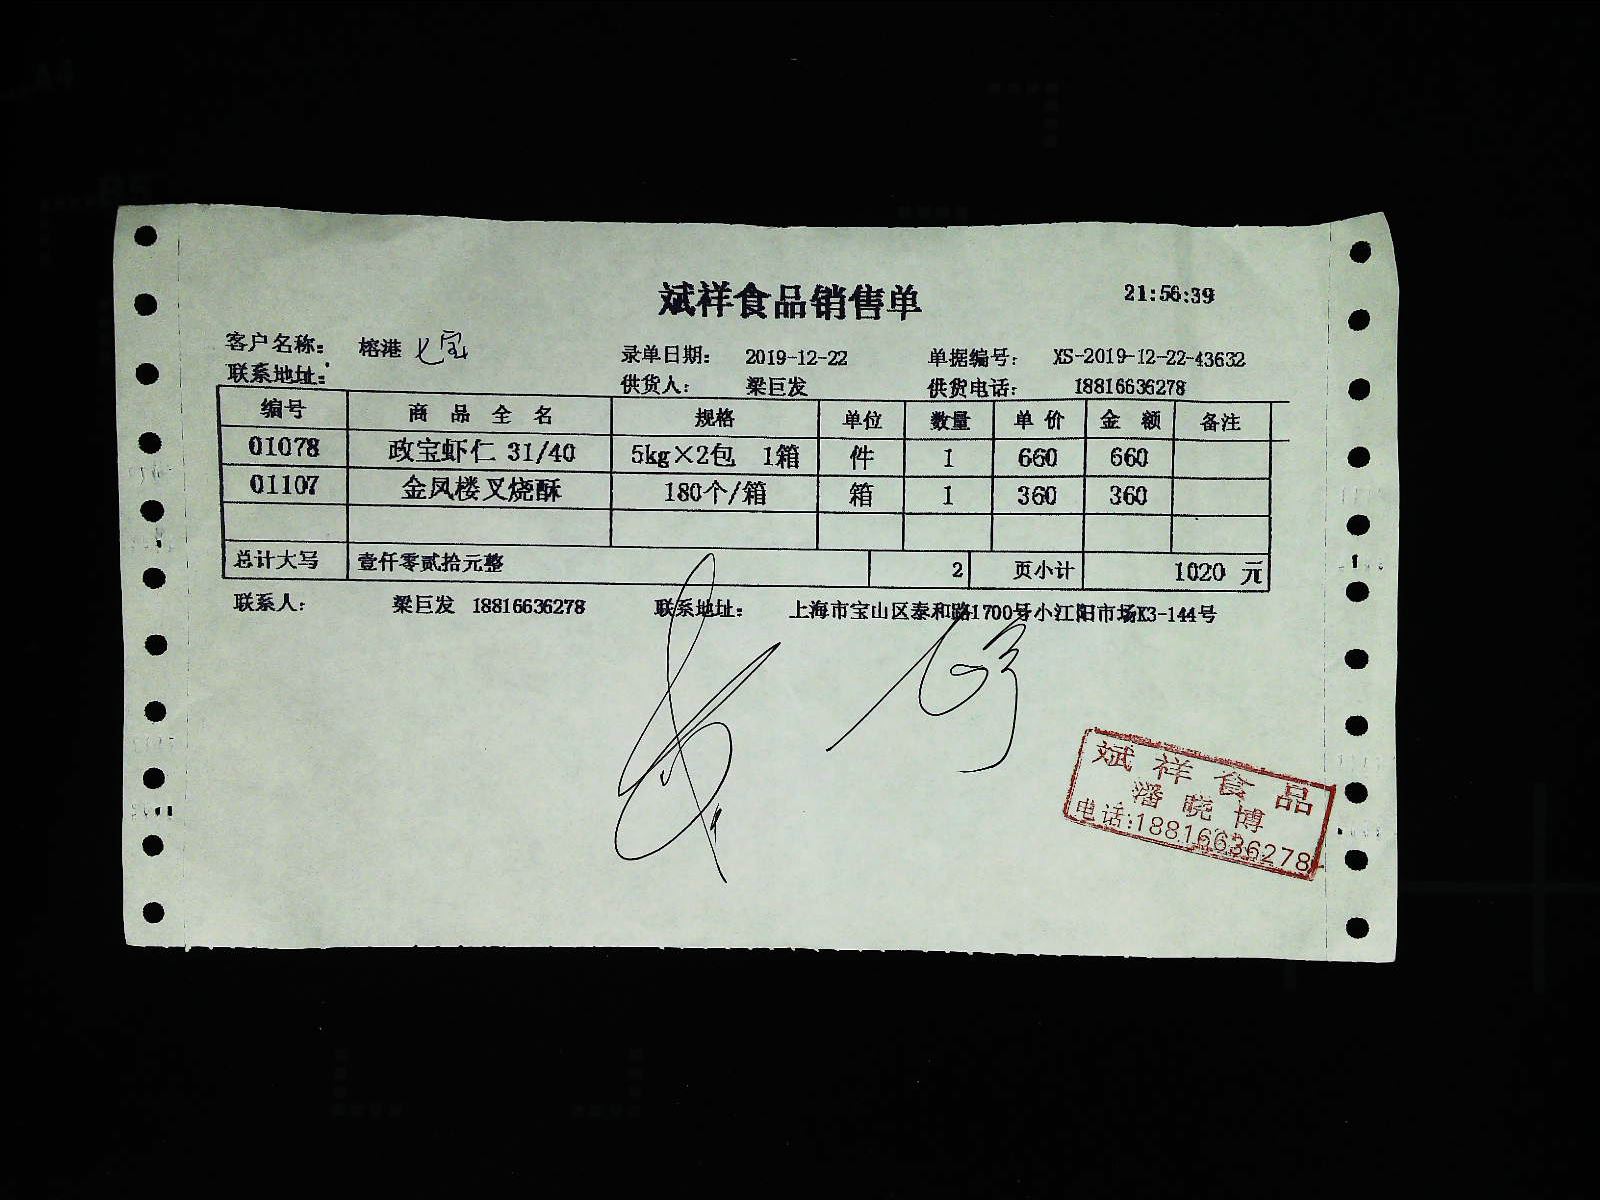 斌祥食品销售单 21:56:39
客户名称: 榕港 七宝 录单日期: 2019-12-22 单据编号: XS-2019-12-22-43632
联系地址: 供货人: 梁巨发 供货电话: 18816636278
编号 商品全名 规格 单位 数量 单价 金额 备注
01078 政宝虾仁 31/40 5kg×2包 1箱 件 1 660 660
01107 金凤楼叉烧酥 180个/箱 箱 1 360 360
总计大写 壹仟零贰拾元整 2 页小计 1020 元
联系人: 梁巨发 18816636278 联系地址: 上海市宝山区泰和路1700号小江阳市场K3-144号
斌祥食品
潘晓博
电话:18816636278